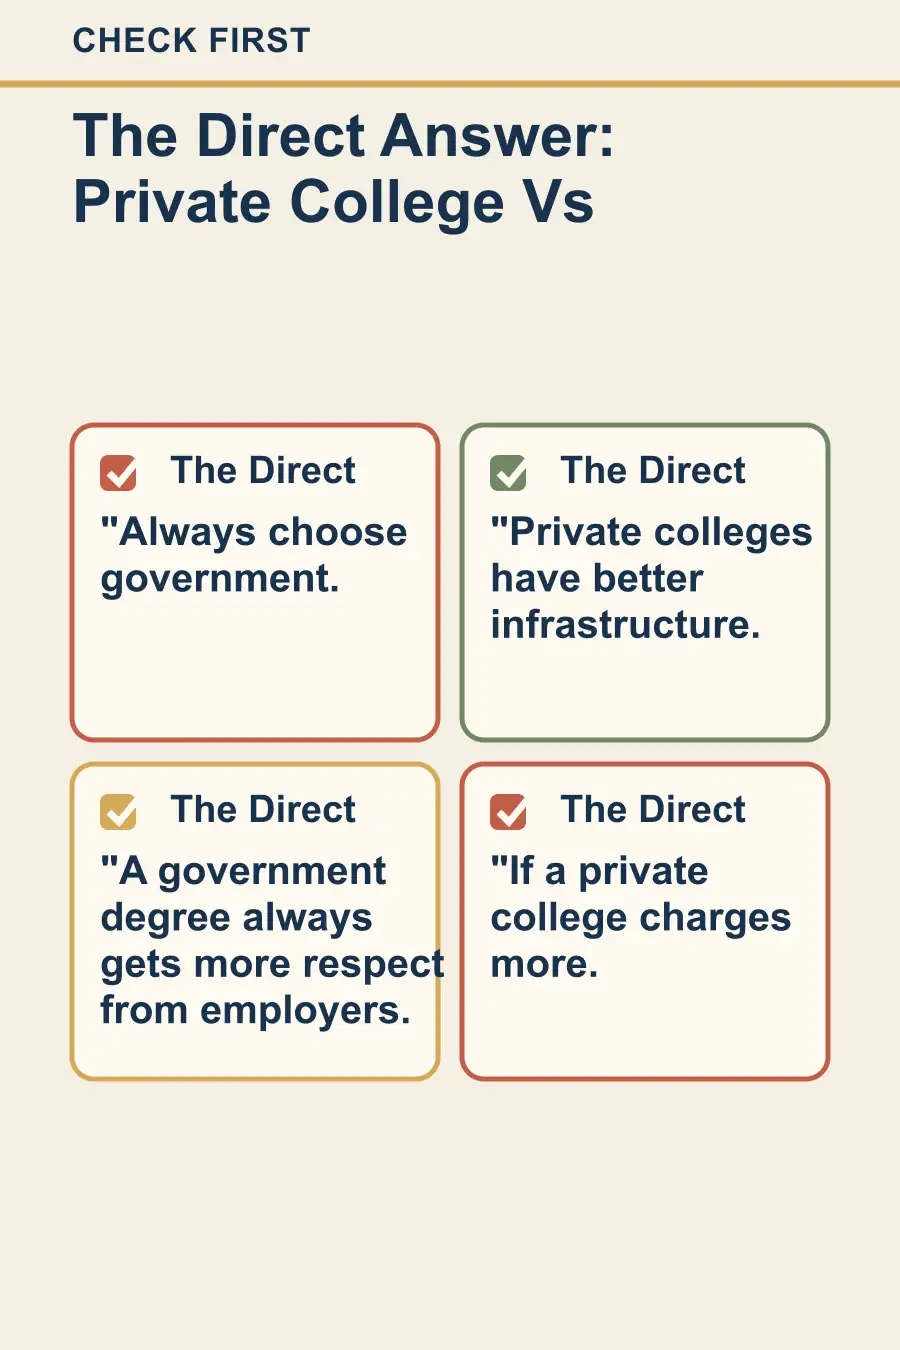 CHECK FIRST
The Direct Answer:
Private College Vs
The Direct
"Always choose
government.
The Direct
"Private colleges
have better
infrastructure.
The Direct
"A government
degree always
gets more respect
from employers.
The Direct
"If a private
college charges
more.